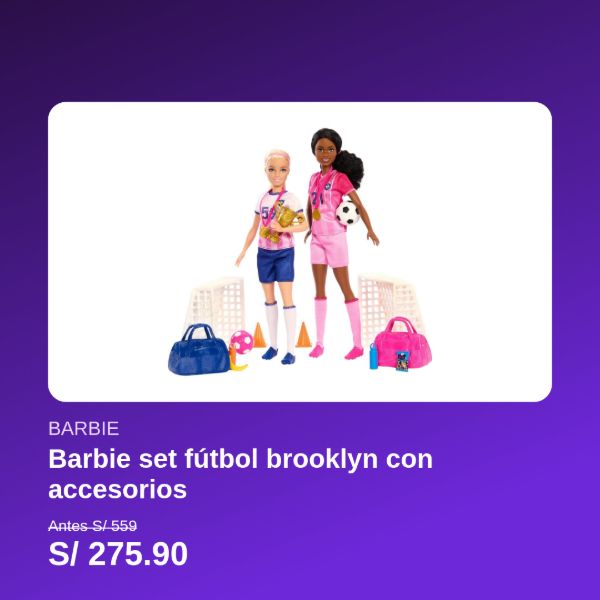 BARBIE
Barbie set fútbol brooklyn con
accesorios
Antes S/ 559
S/ 275.90